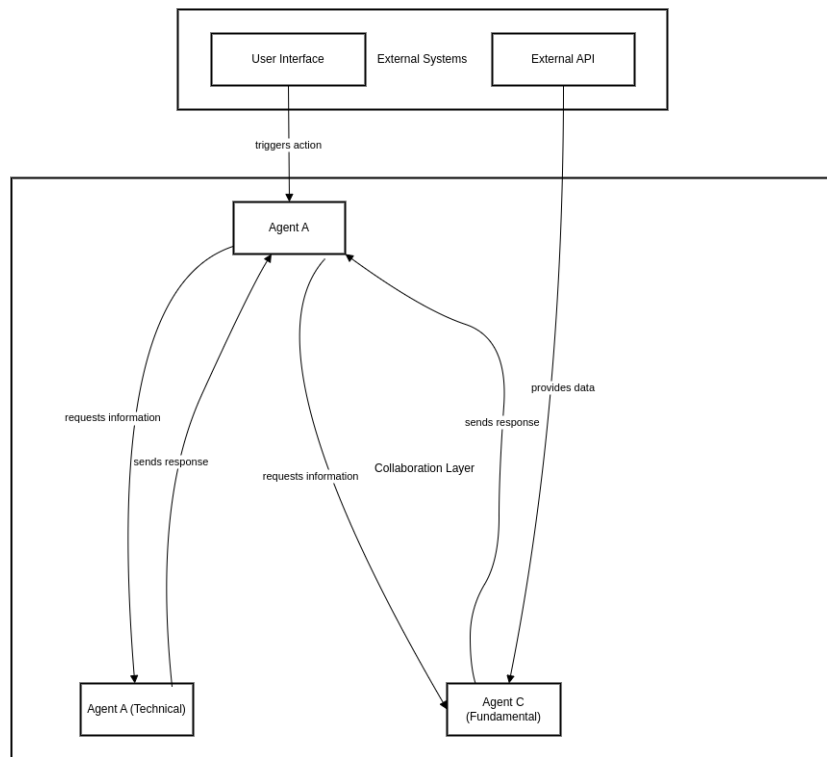 User Interface
External Systems
External API
triggers action
Agent A
provides data
requests information
sends response
sends response
requests information
Collaboration Layer
Agent A (Technical)
Agent C
(Fundamental)